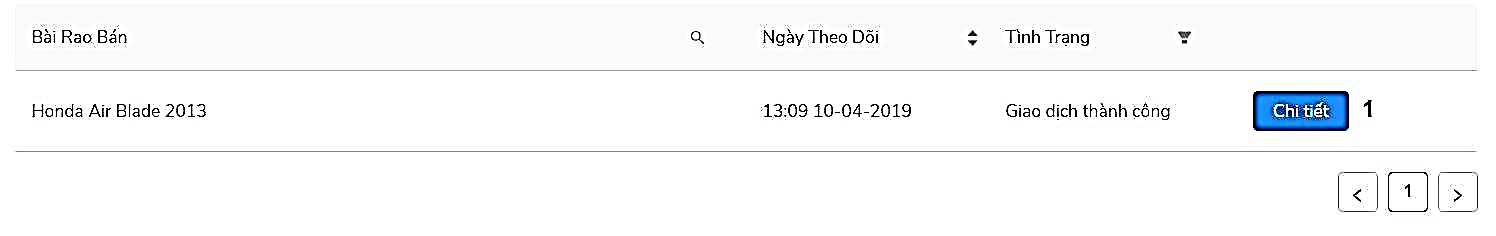 Bài Rao Bán Ngày Theo Dõi Tình Trạng
Honda Air Blade 2013 13:09 10-04-2019 Giao dịch thành công Chi tiết 1
< 1 >